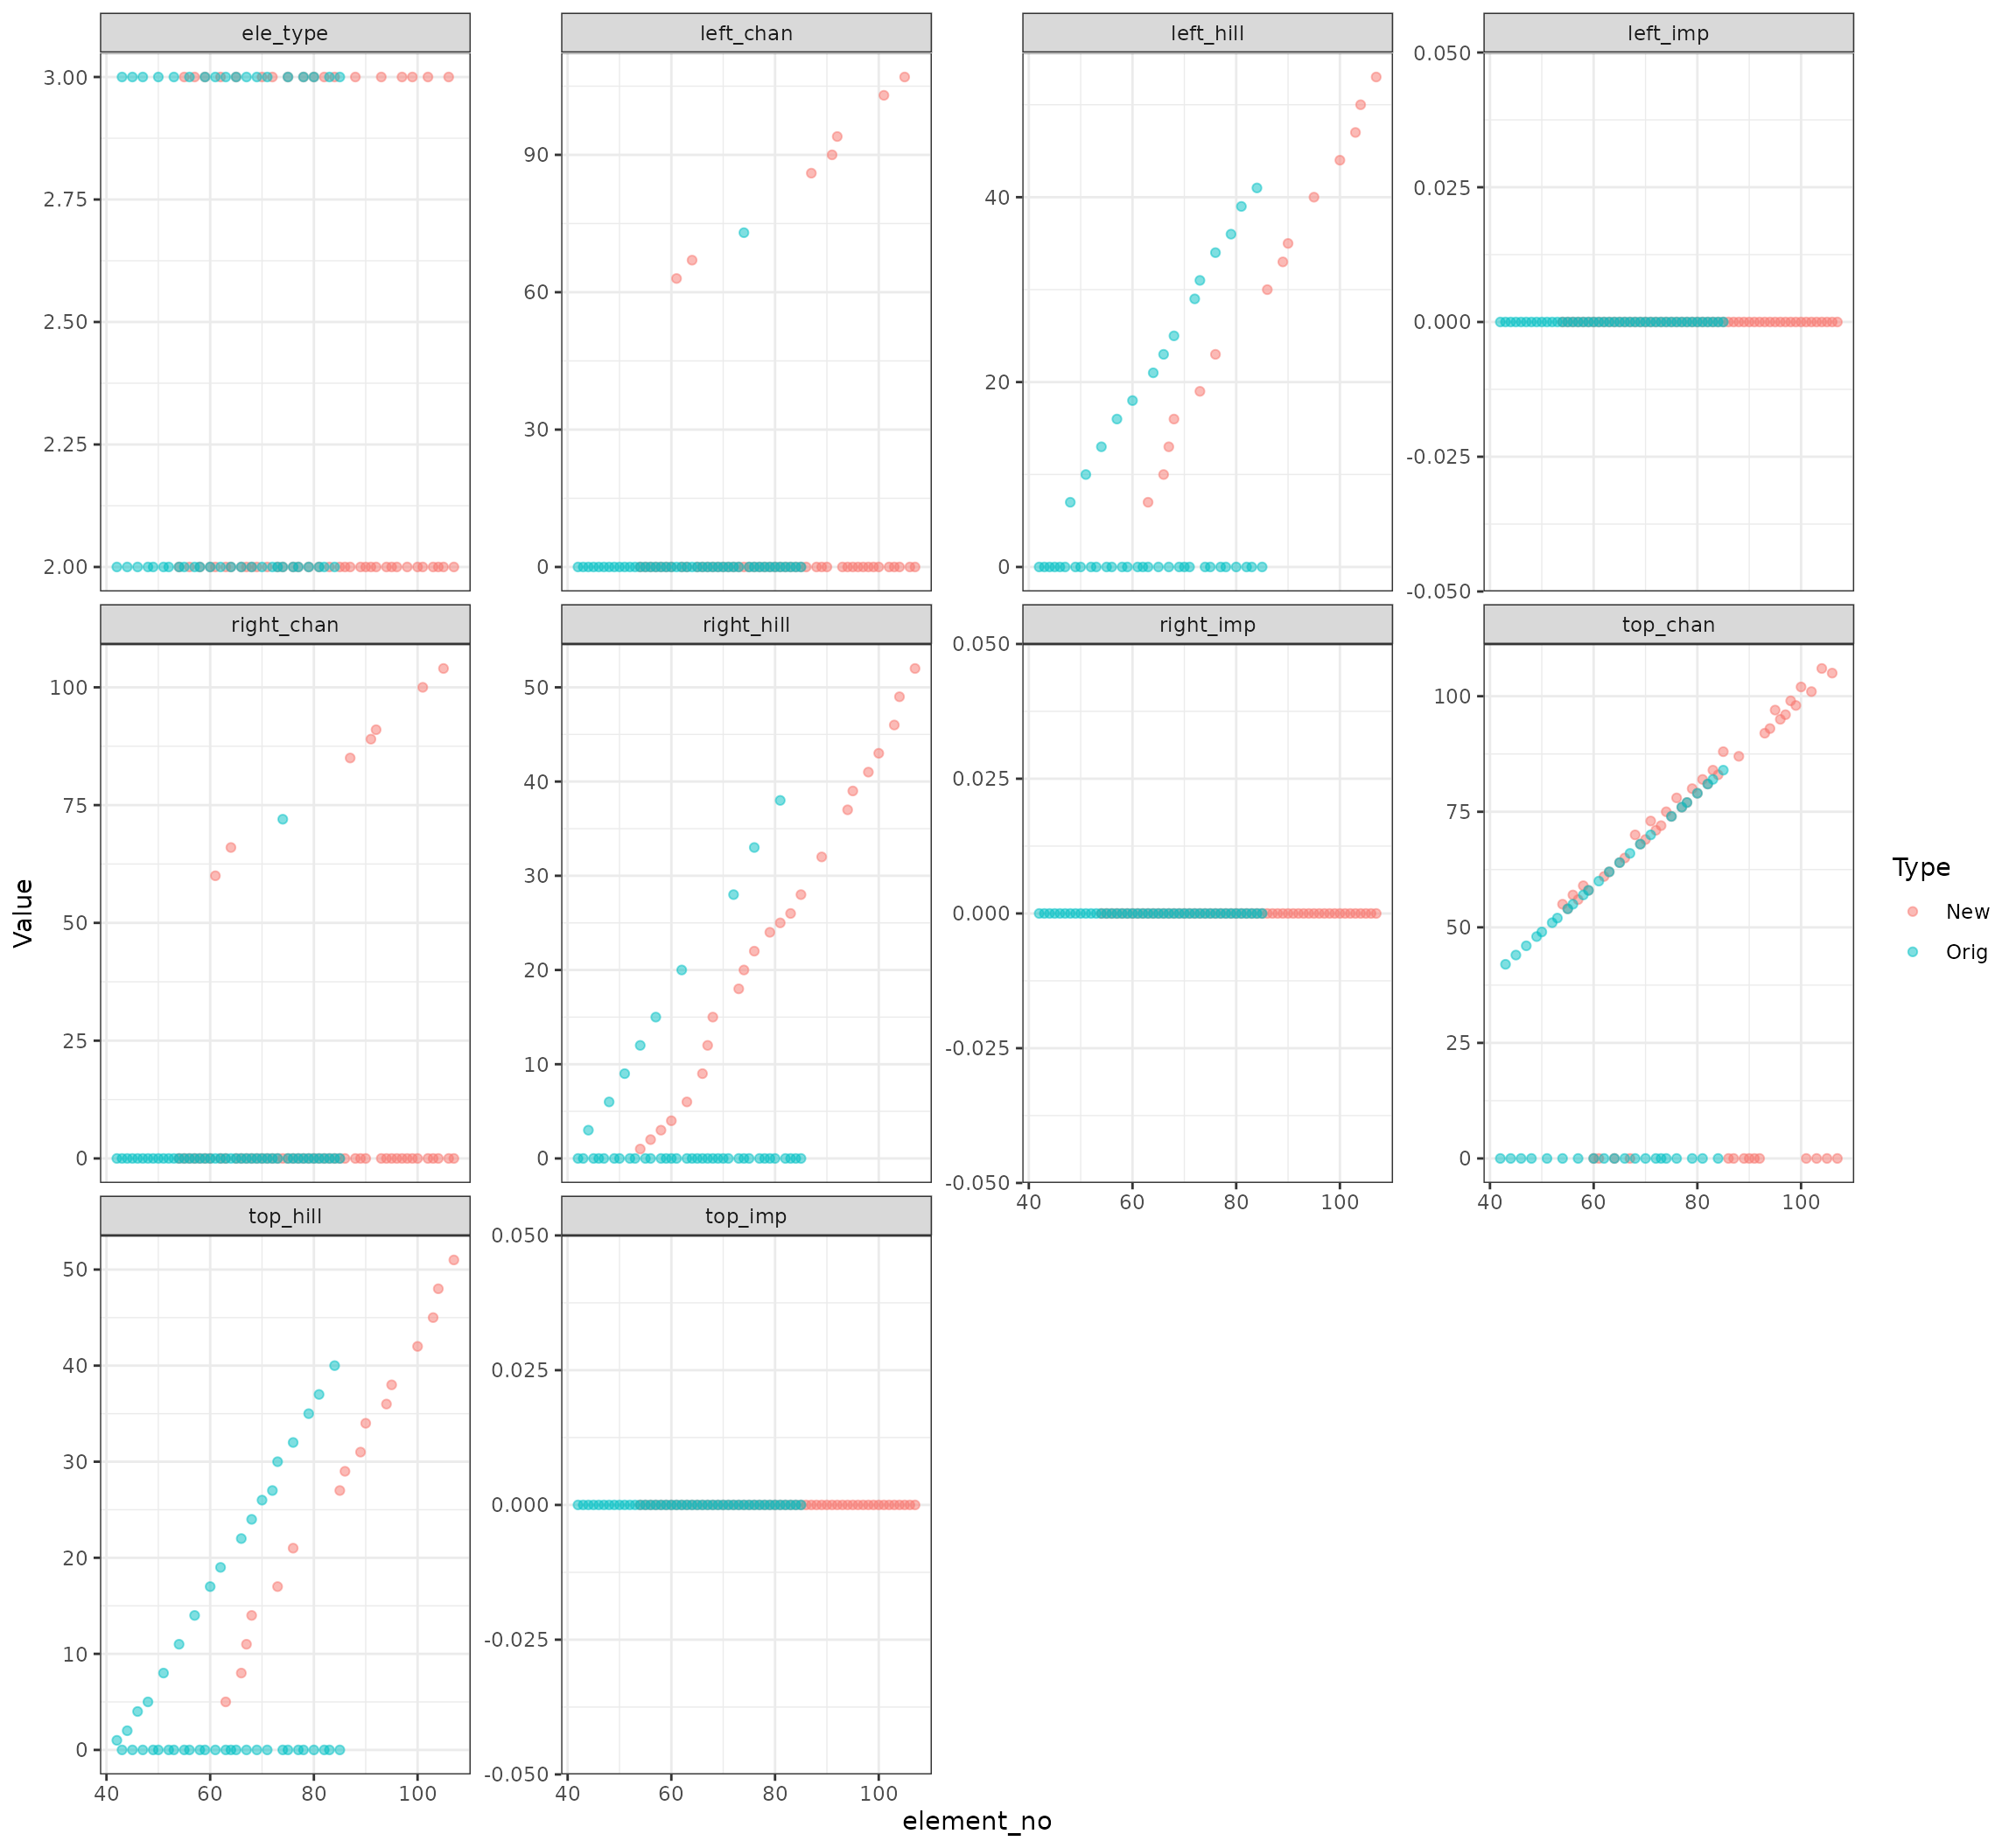 ele_type left_chan left_hill left_imp
3.00 2.75 2.50 2.25 2.00
90 60 30 0
40 20 0
0.050 0.025 0.000 -0.025 -0.050
right_chan right_hill right_imp top_chan
100 75 50 25 0
50 40 30 20 10 0
0.050 0.025 0.000 -0.025 -0.050
100 75 50 25 0
40 60 80 100
40 60 80 100
Value
Type
New
Orig
top_hill top_imp
50 40 30 20 10 0
0.050 0.025 0.000 -0.025 -0.050
40 60 80 100
40 60 80 100
element_no